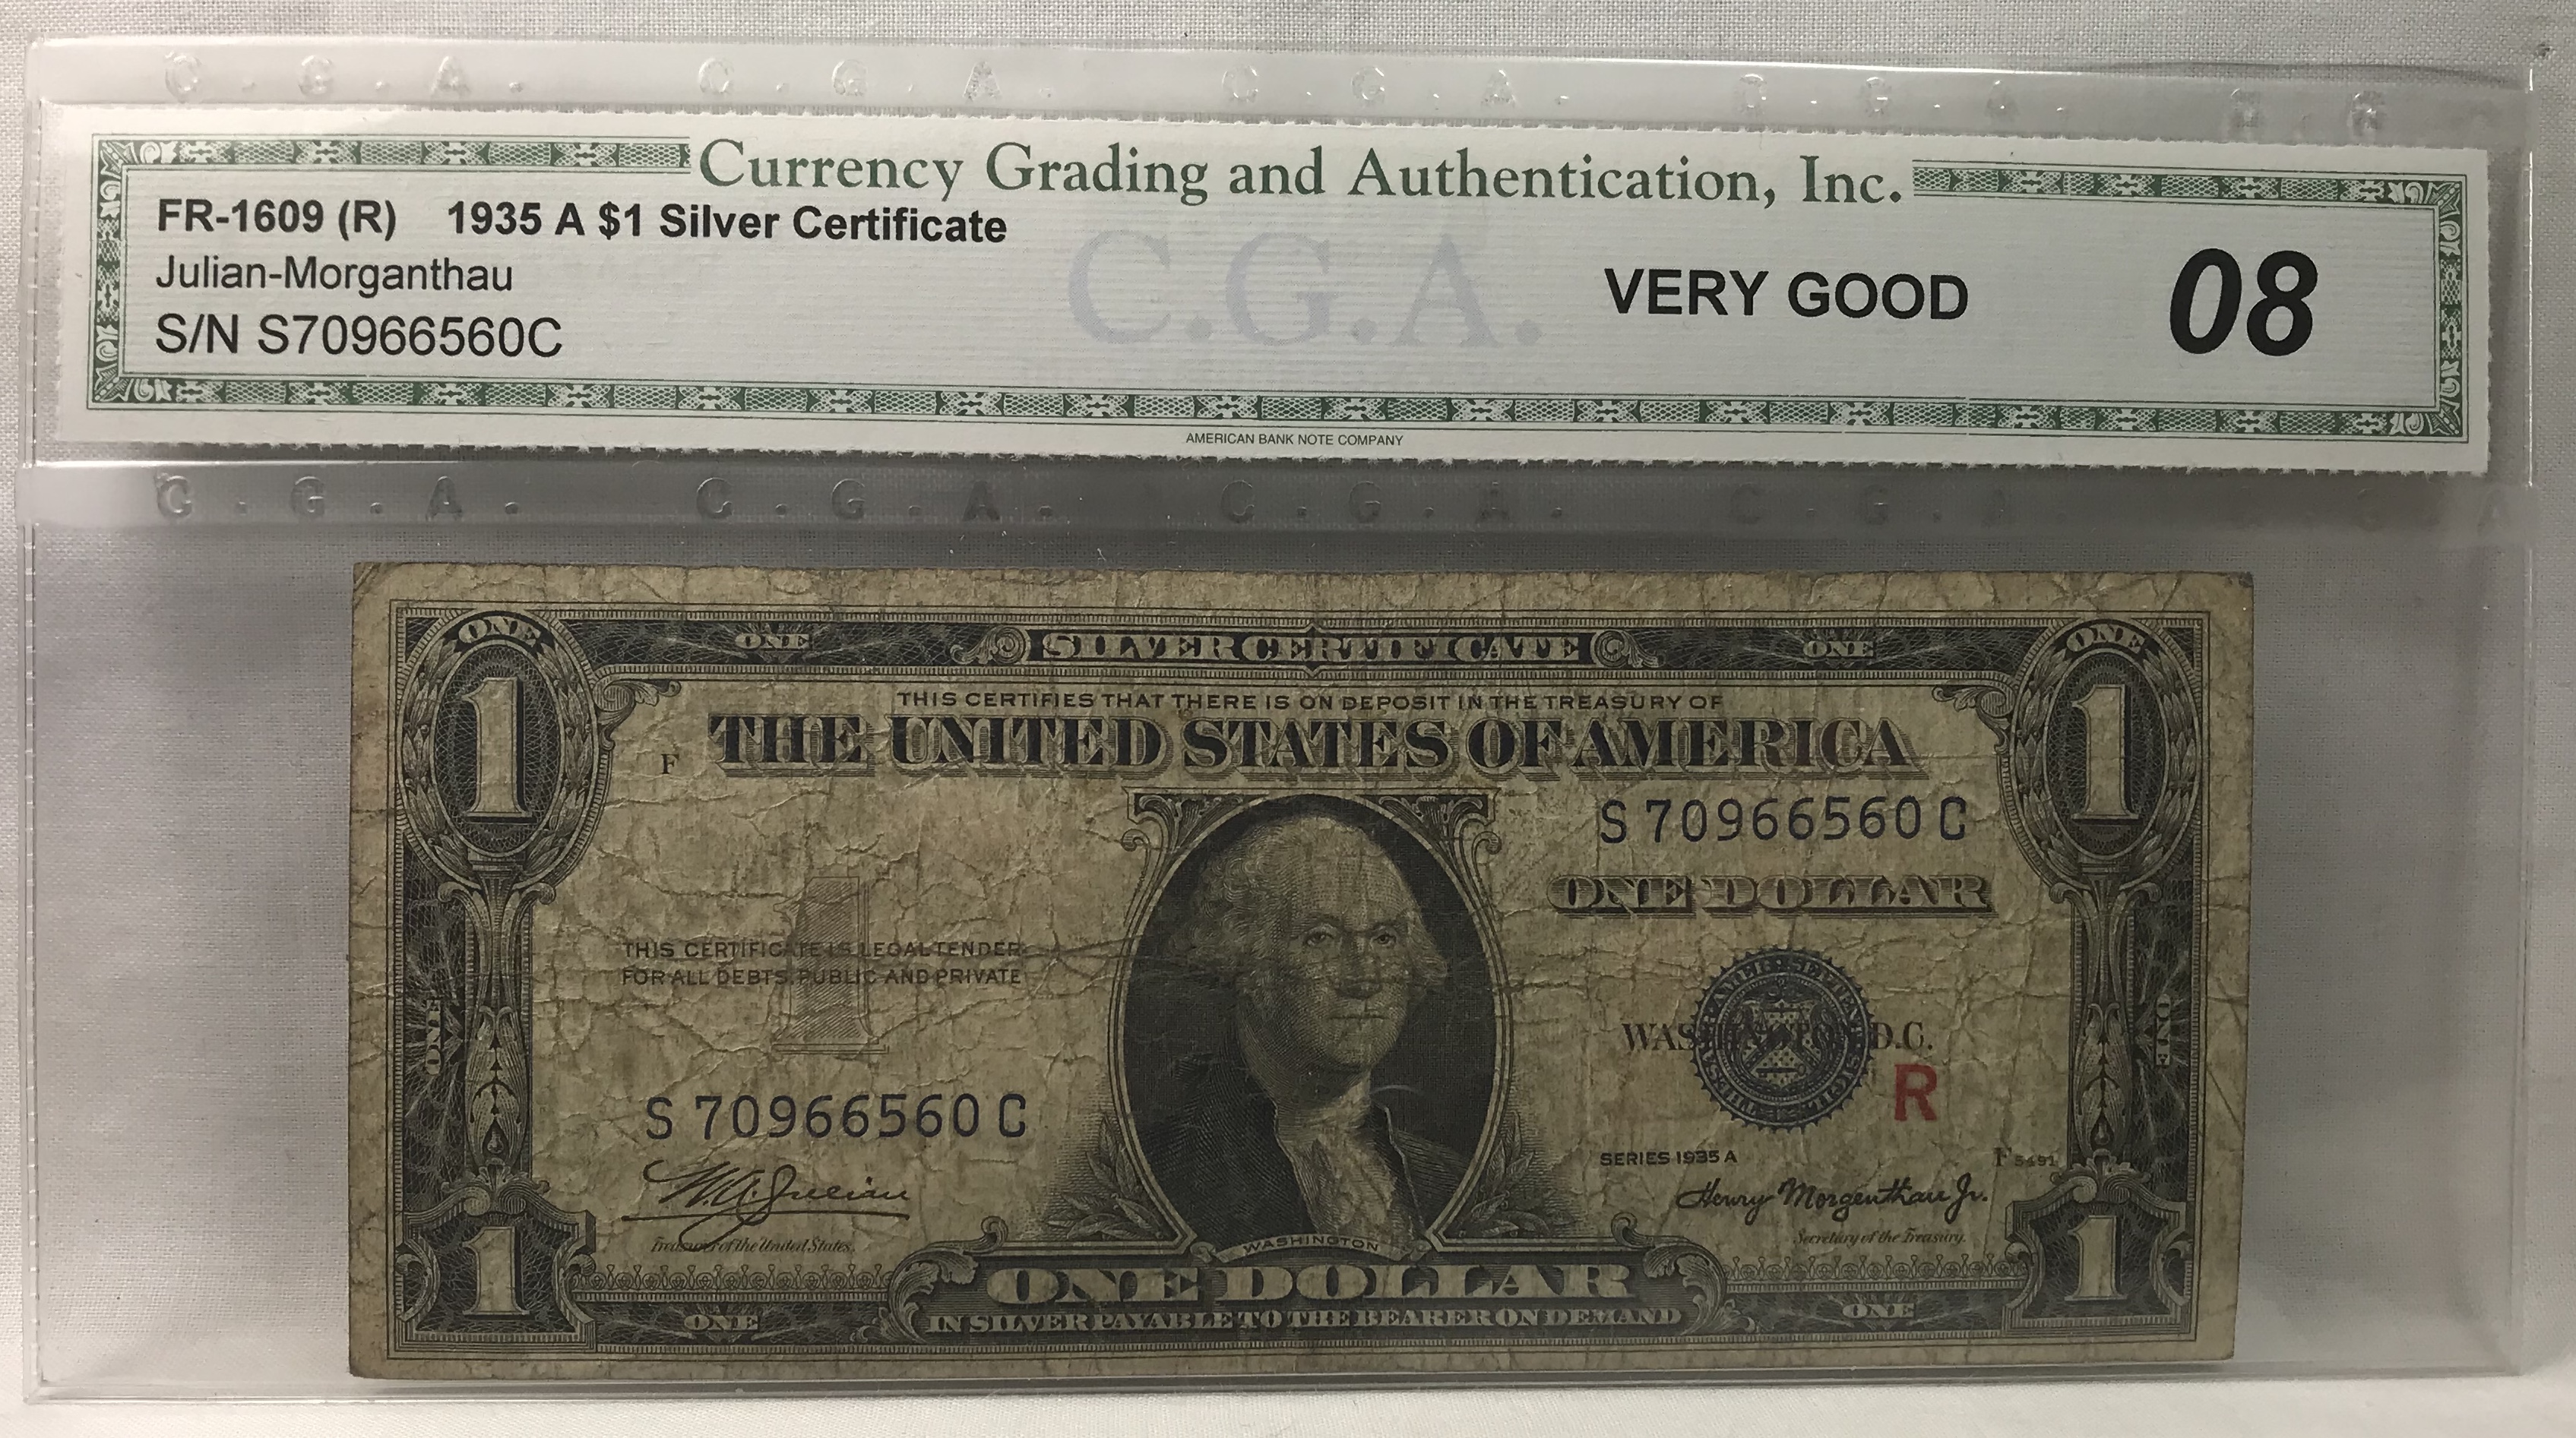 C.G.A. C.G.A. C.G.A. C.G.A.
Currency Grading and Authentication, Inc.
FR-1609 (R) 1935 A $1 Silver Certificate
Julian-Morganthau
S/N S70966560C
C.G.A.
VERY GOOD
08
AMERICAN BANK NOTE COMPANY
C.G.A. C.G.A. C.G.A.
ONE ONE SILVER CERTIFICATE ONE ONE
1 1
THIS CERTIFIES THAT THERE IS ON DEPOSIT IN THE TREASURY OF
F THE UNITED STATES OF AMERICA
S 70966560 C
ONE DOLLAR
1
THIS CERTIFICATE IS LEGAL TENDER
FOR ALL DEBTS, PUBLIC AND PRIVATE
ONE ONE
WASHINGTON, D.C.
R
S 70966560 C
SERIES 1935 A
F 5491
W.A. Julian
Henry Morgenthau Jr.
Treasurer of the United States.
Secretary of the Treasury.
WASHINGTON
1 ONE DOLLAR 1
ONE IN SILVER PAYABLE TO THE BEARER ON DEMAND ONE